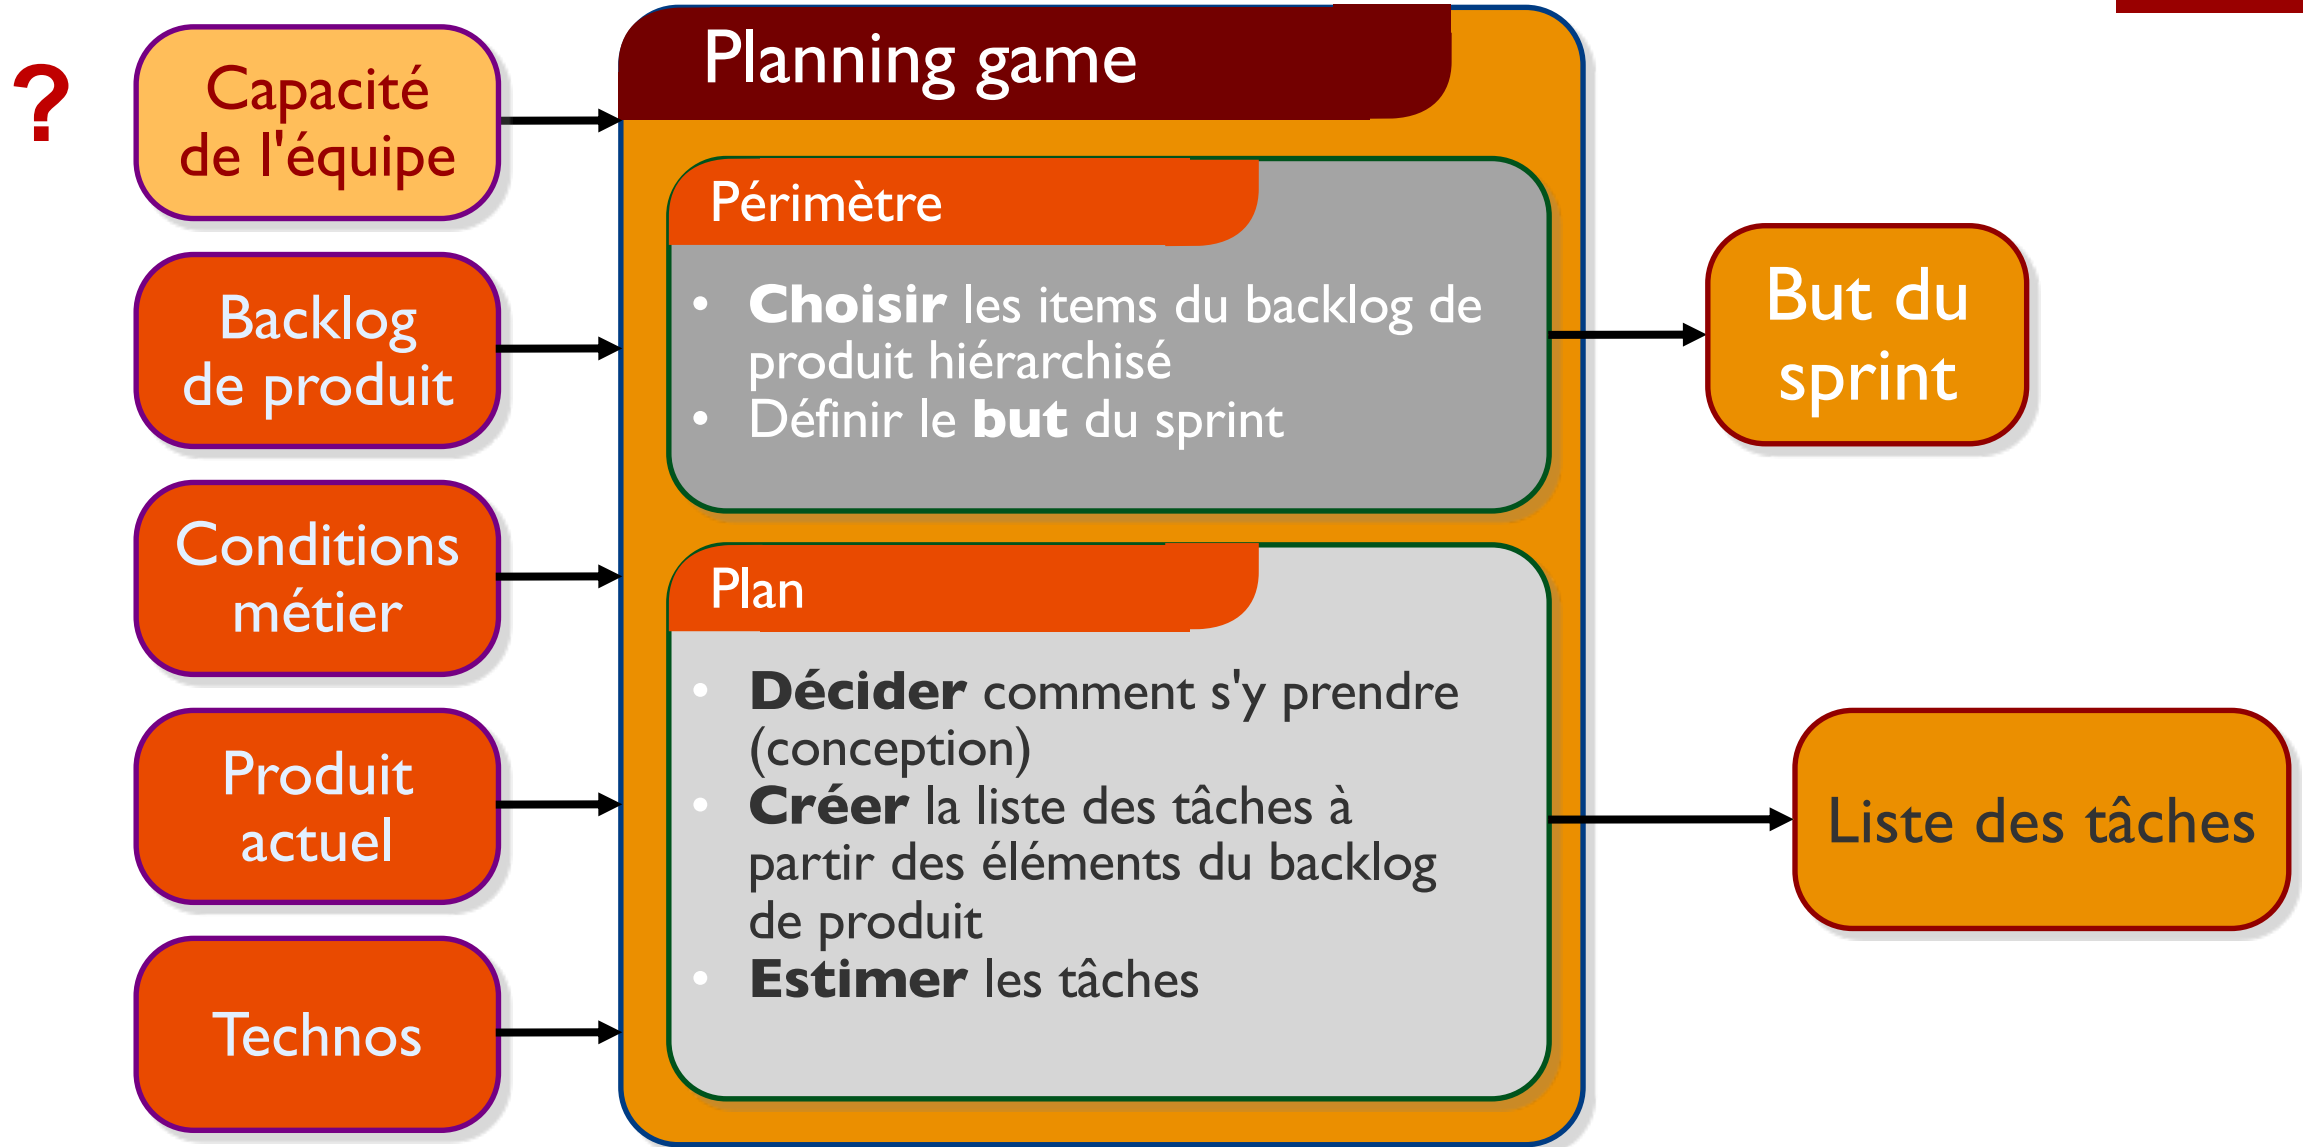 ?
Capacité
de l'équipe
Backlog
de produit
Conditions
métier
Produit
actuel
Technos
Planning game
Périmètre
• Choisir les items du backlog de
produit hiérarchisé
• Définir le but du sprint
Plan
• Décider comment s'y prendre
(conception)
• Créer la liste des tâches à
partir des éléments du backlog
de produit
• Estimer les tâches
But du
sprint
Liste des tâches